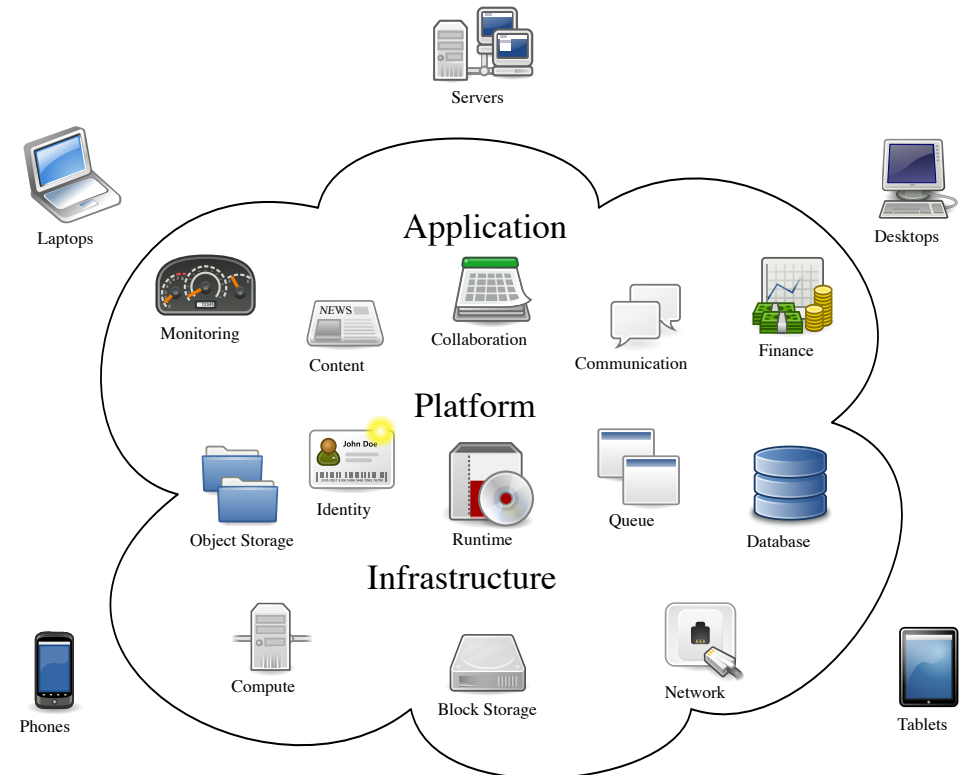 Servers
Laptops
Desktops
Application
Monitoring
NEWS
Content
Collaboration
Communication
Finance
Platform
John Doe
Object Storage
Identity
Runtime
Queue
Database
Infrastructure
Compute
Block Storage
Network
Phones
Tablets